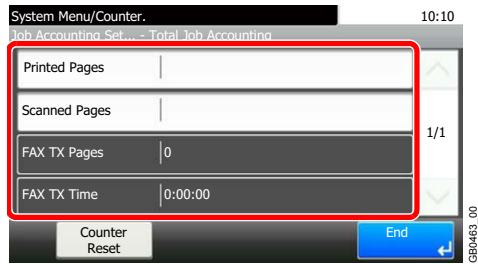 System Menu/Counter.
10:10
Job Accounting Set... - Total Job Accounting
Printed Pages
Scanned Pages
1/1
FAX TX Pages 0
FAX TX Time 0:00:00
Counter
Reset
End
GB0463_00